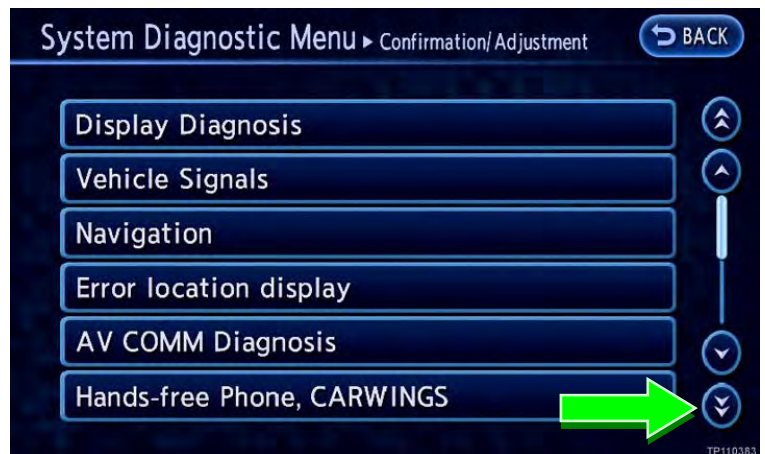 System Diagnostic Menu ▸ Confirmation/Adjustment
BACK
Display Diagnosis
Vehicle Signals
Navigation
Error location display
AV COMM Diagnosis
Hands-free Phone, CARWINGS
TP110383